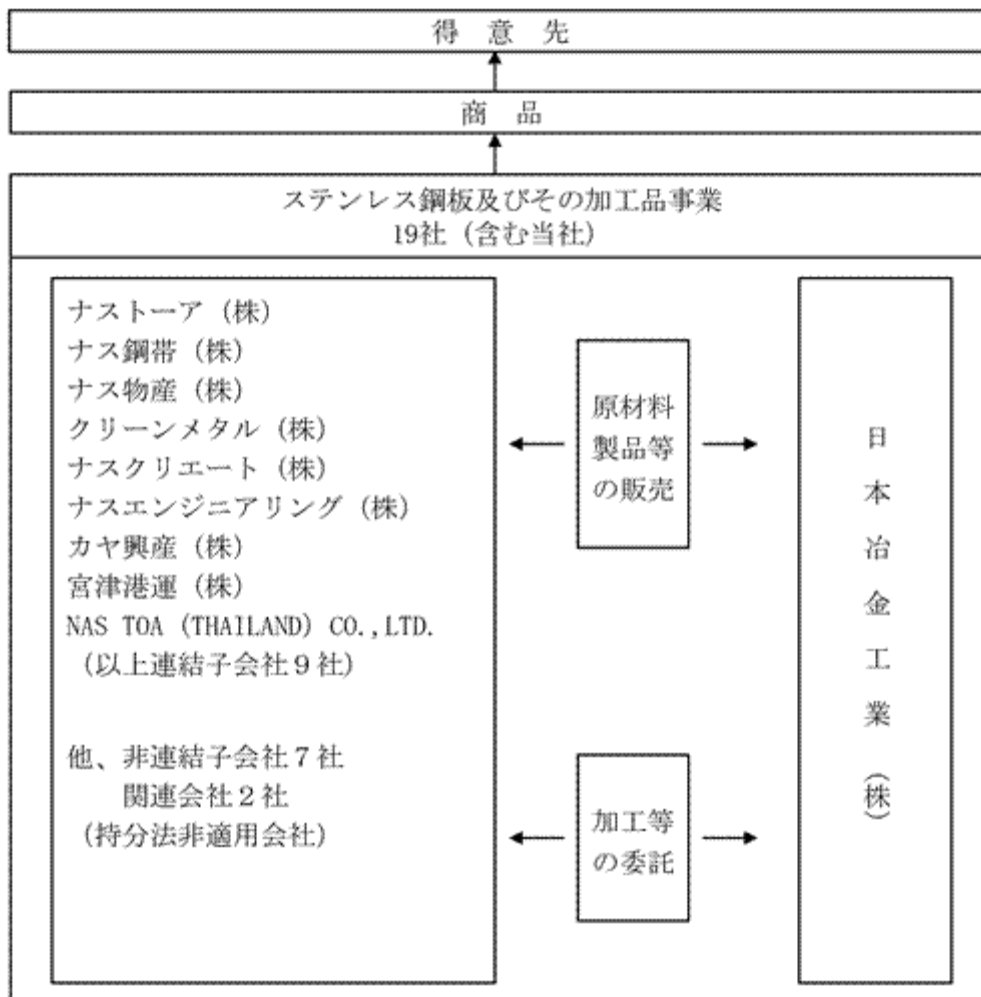 得意先
商品
ステンレス鋼板及びその加工品事業
19社（含む当社）
ナストーア（株）
ナス鋼帯（株）
ナス物産（株）
クリーンメタル（株）
ナスクリエート（株）
ナスエンジニアリング（株）
カヤ興産（株）
宮津港運（株）
NAS TOA (THAILAND) CO.,LTD.
（以上連結子会社９社）
他、非連結子会社７社
関連会社２社
（持分法非適用会社）
原材料
製品等
の販売
加工等
の委託
日本冶金工業（株）